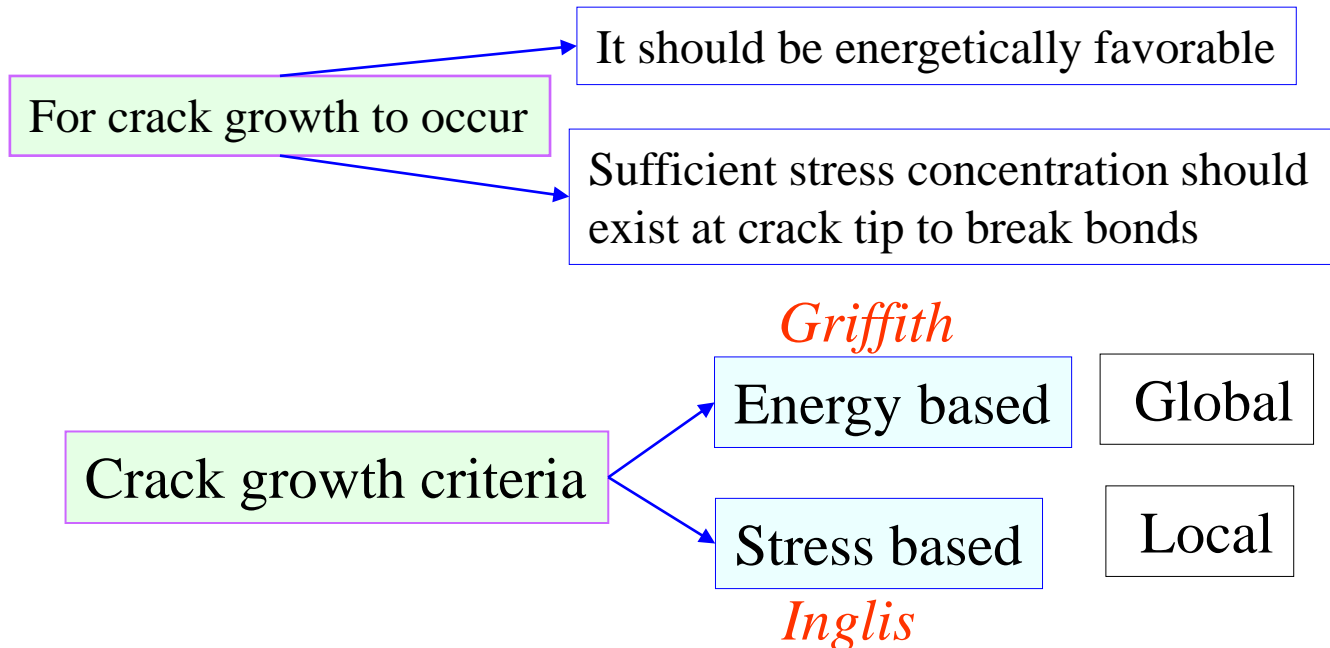 It should be energetically favorable
For crack growth to occur
Sufficient stress concentration should
exist at crack tip to break bonds
Griffith
Energy based
Global
Crack growth criteria
Stress based
Local
Inglis